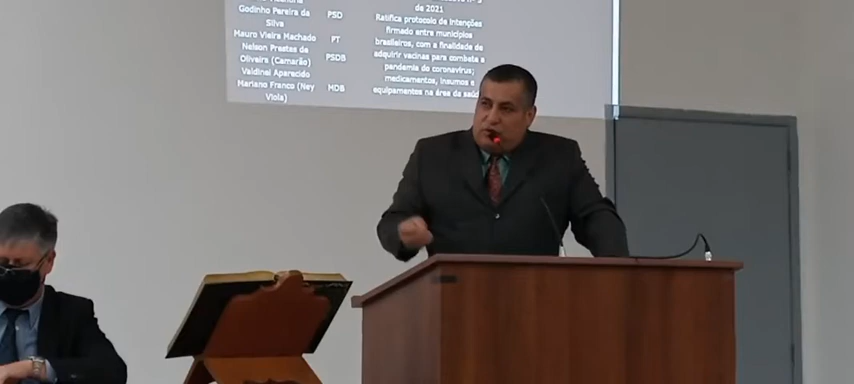 de 2021
Godinho Pereira da
Silva
PSD
Mauro Vieira Machado
PT
Nelson Prestes de
Oliveira (Camarão)
PSDB
Valdinei Aparecido
Mariano Franco (Ney
Viola)
MDB
Ratifica protocolo de intenções
firmado antra municípios
brasileiros, com a finalidade de
adquirir vacinas para combate a
pandemia do coronavírus;
medicamentos, insumos e
equipamentos na área da saúde